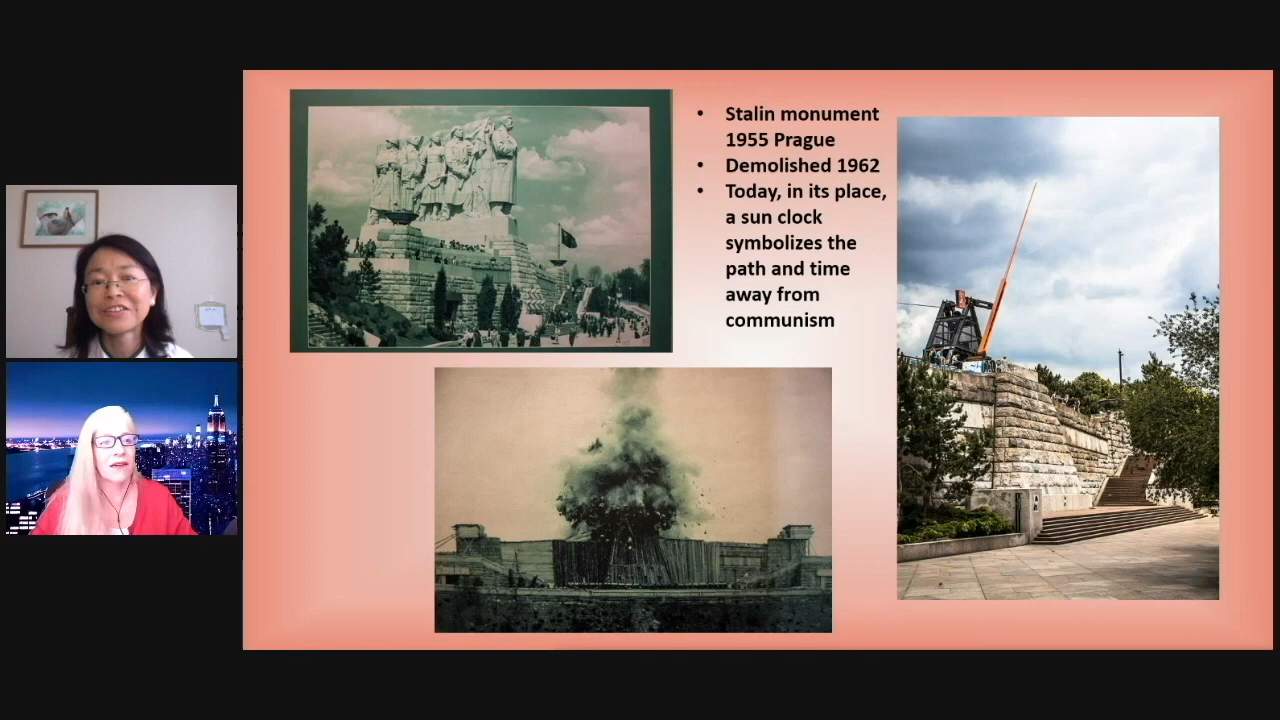 • Stalin monument
1955 Prague
• Demolished 1962
• Today, in its place,
a sun clock
symbolizes the
path and time
away from
communism